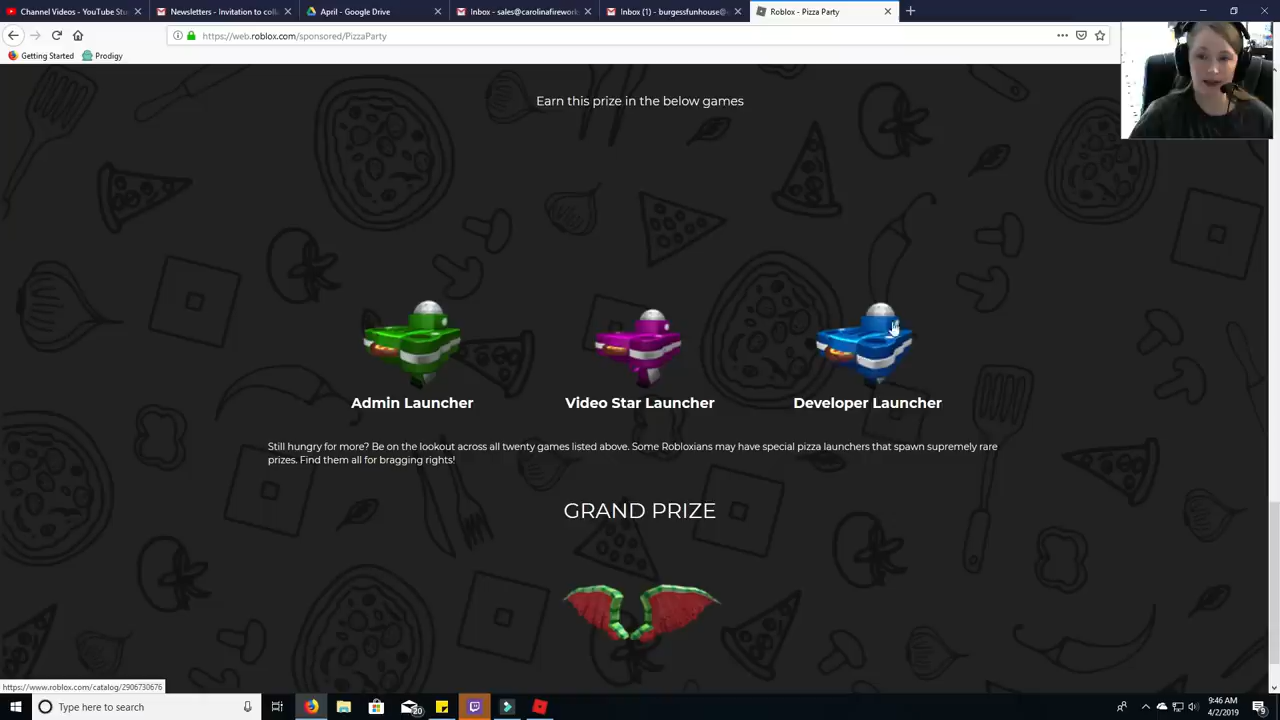 Channel Videos - YouTube Stu
Newsletters - Invitation to colla
April - Google Drive
Inbox - sales@carolinafirework
Inbox (1) - burgessfunhouse@
Roblox - Pizza Party
https://web.roblox.com/sponsored/PizzaParty
Getting Started
Prodigy
Earn this prize in the below games
Admin Launcher
Video Star Launcher
Developer Launcher
Still hungry for more? Be on the lookout across all twenty games listed above. Some Robloxians may have special pizza launchers that spawn supremely rare
prizes. Find them all for bragging rights!
GRAND PRIZE
https://www.roblox.com/catalog/2906730676
Type here to search
20
9:46 AM
4/2/2019
9